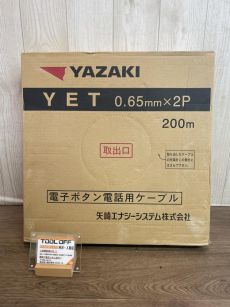 YAZAKI
YET 0.65mm×2P
200m
取出口
電子ボタン電話用ケーブル
矢崎エナジーシステム株式会社
TOOL OFF